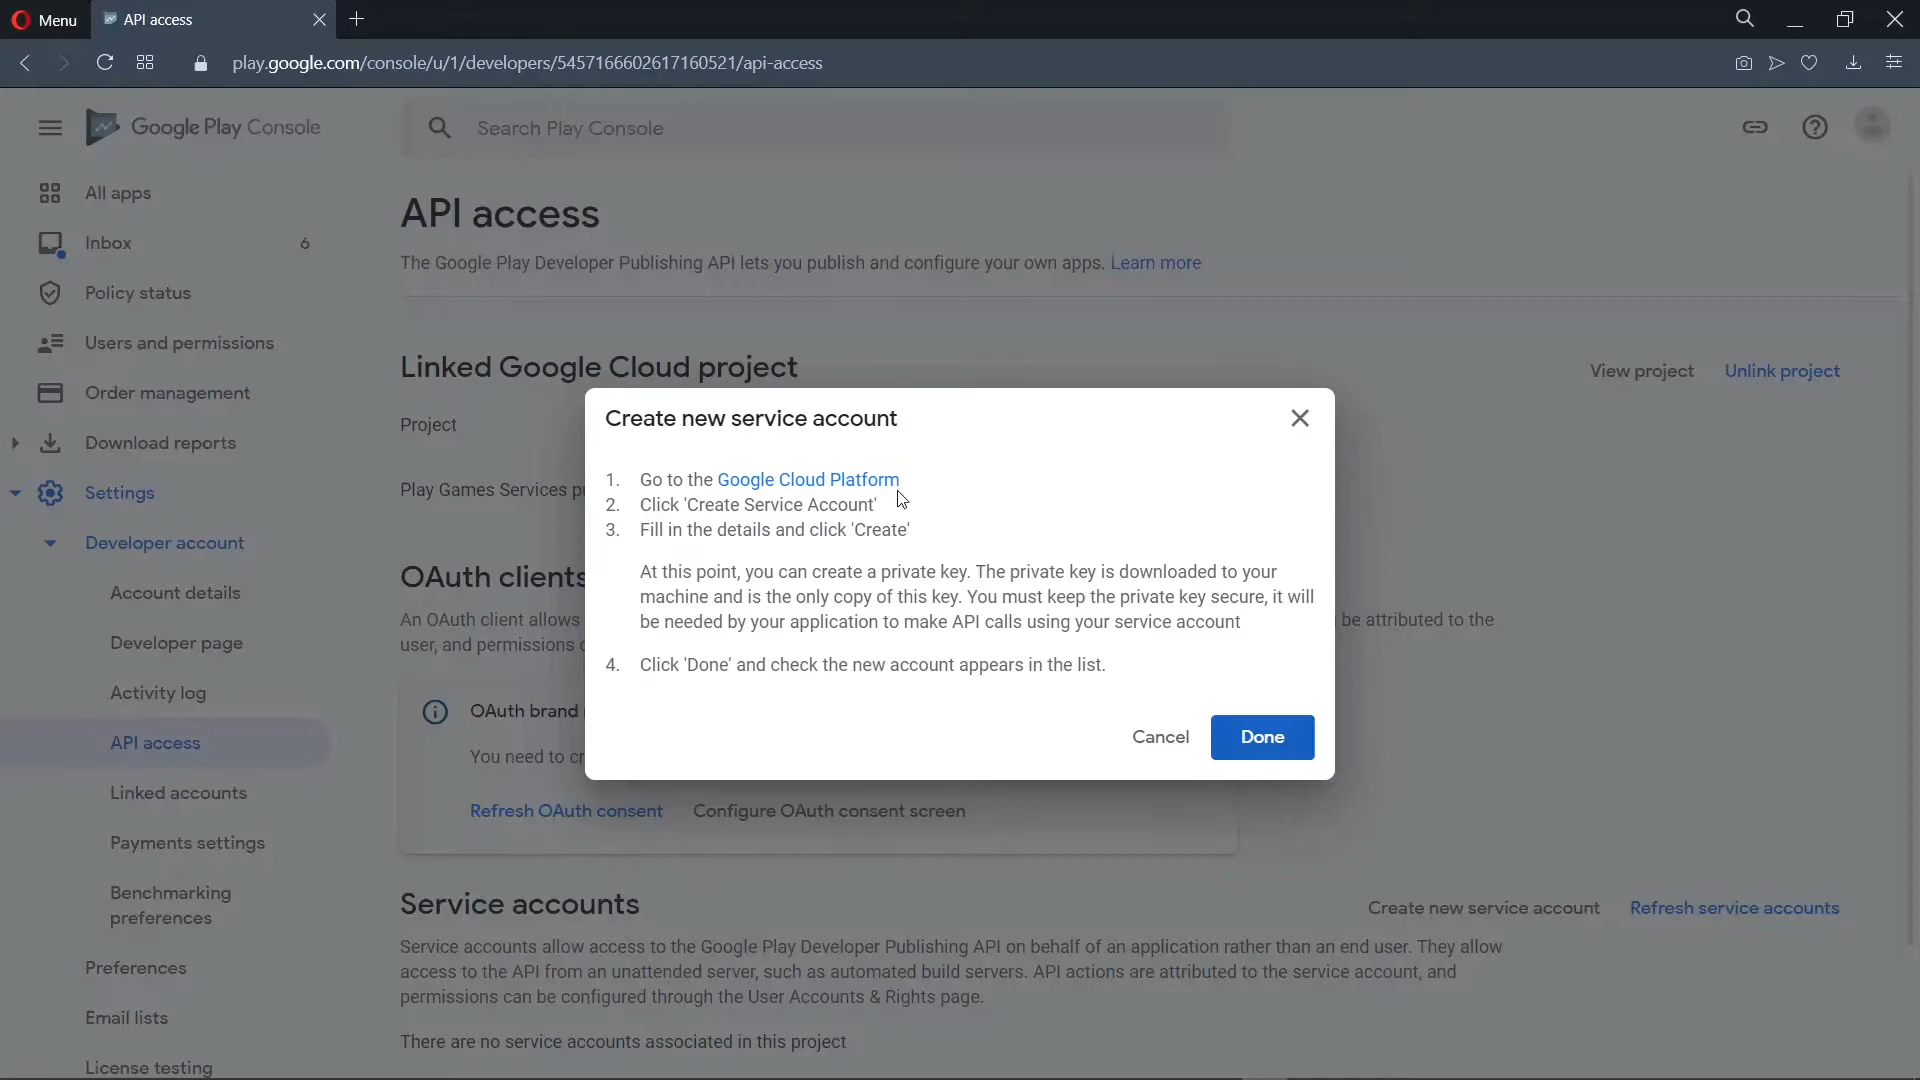 Menu
API access
play.google.com/console/u/1/developers/5457166602617160521/api-access
Google Play Console
Search Play Console
All apps
Inbox 6
Policy status
Users and permissions
Order management
Download reports
Settings
Developer account
Account details
Developer page
Activity log
API access
Linked accounts
Payments settings
Benchmarking
preferences
Preferences
Email lists
License testing
API access
The Google Play Developer Publishing API lets you publish and configure your own apps. Learn more
Linked Google Cloud project
View project Unlink project
Project
Play Games Services
OAuth clients
An OAuth client allows
be attributed to the
user, and permissions
OAuth brand
You need to
Refresh OAuth consent Configure OAuth consent screen
Create new service account
1. Go to the Google Cloud Platform
2. Click 'Create Service Account'
3. Fill in the details and click 'Create'
At this point, you can create a private key. The private key is downloaded to your
machine and is the only copy of this key. You must keep the private key secure, it will
be needed by your application to make API calls using your service account
4. Click 'Done' and check the new account appears in the list.
Cancel Done
Service accounts
Create new service account Refresh service accounts
Service accounts allow access to the Google Play Developer Publishing API on behalf of an application rather than an end user. They allow
access to the API from an unattended server, such as automated build servers. API actions are attributed to the service account, and
permissions can be configured through the User Accounts & Rights page.
There are no service accounts associated in this project